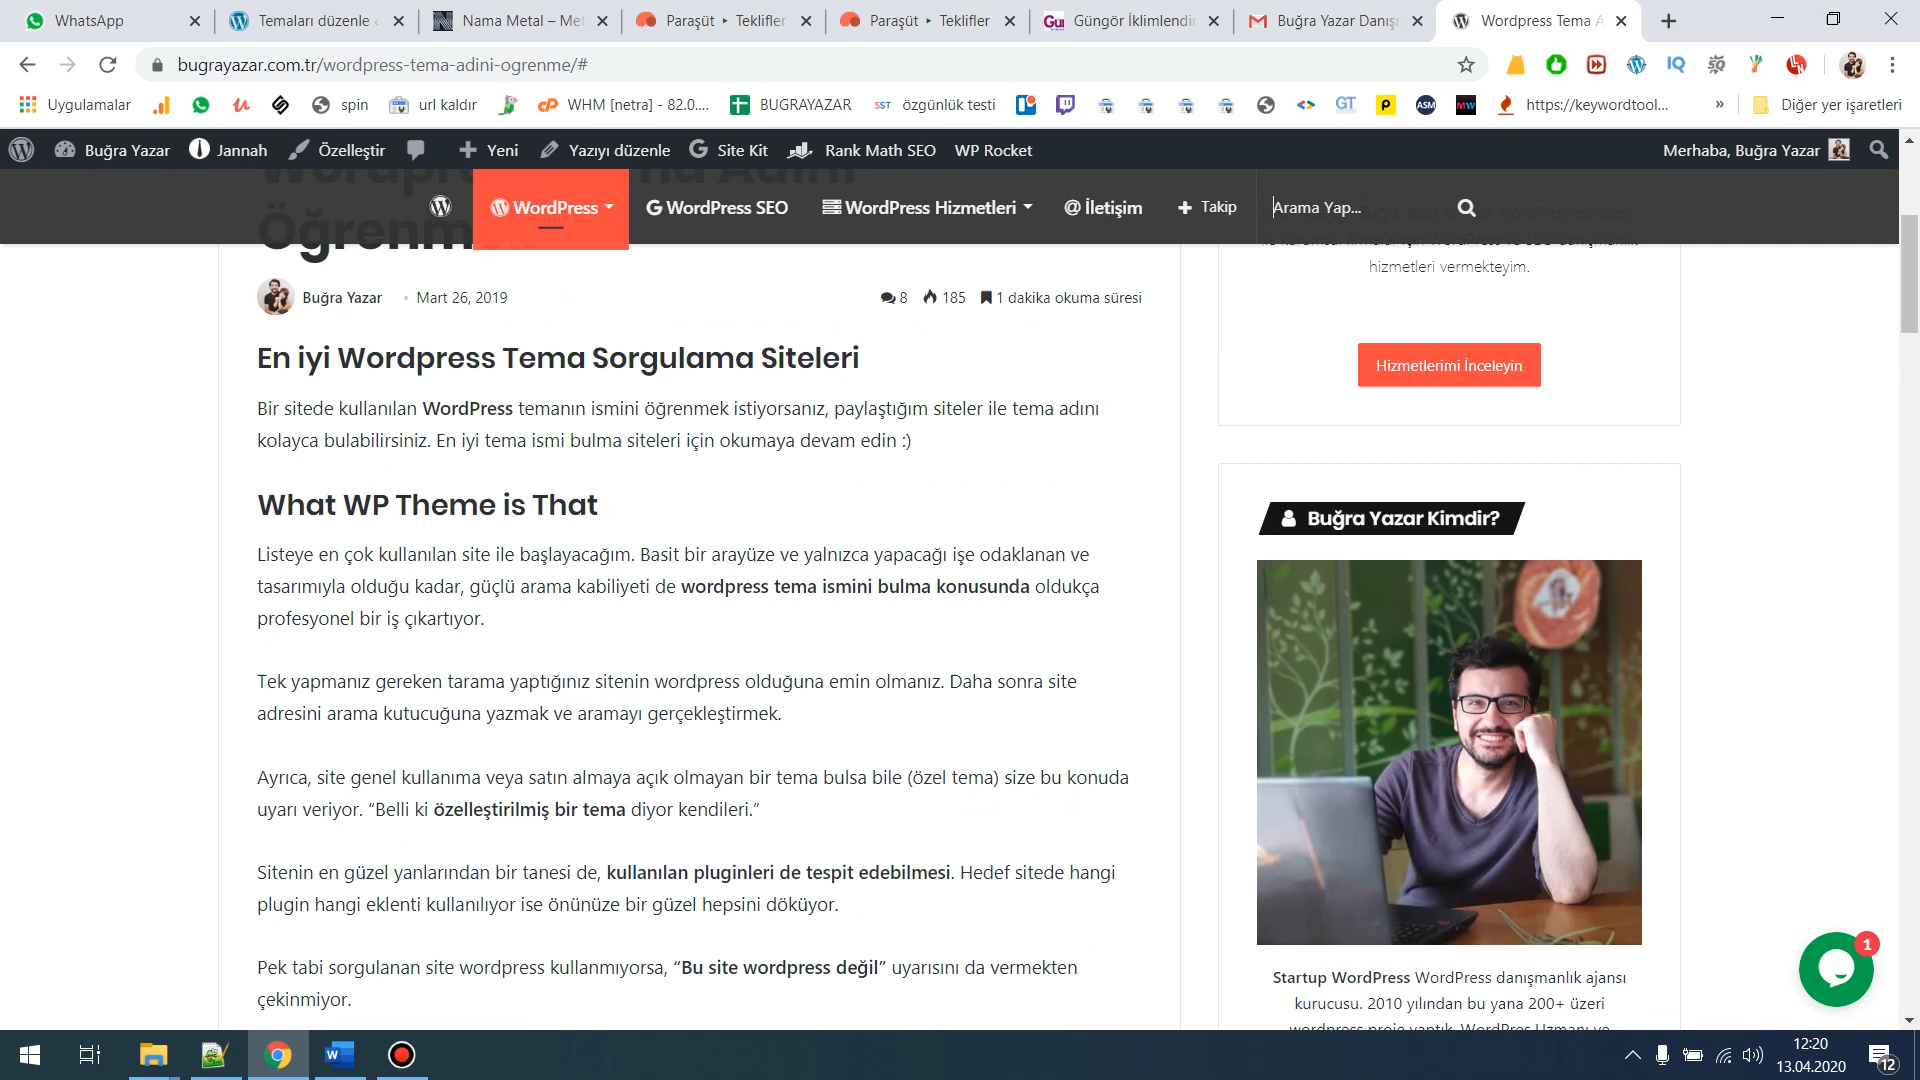 WhatsApp
Temaları düzenle
Nama Metal – Met
Paraşüt ‣ Teklifler
Paraşüt ‣ Teklifler
Güngör İklimlendir
Buğra Yazar Danışm
Wordpress Tema A
bugrayazar.com.tr/wordpress-tema-adini-ogrenme/#
Uygulamalar
spin
url kaldır
WHM [netra] - 82.0....
BUGRAYAZAR
SST özgünlük testi
https://keywordtool...
»
Diğer yer işaretleri
Buğra Yazar
Jannah
Özelleştir
Yeni
Yazıyı düzenle
Site Kit
Rank Math SEO
WP Rocket
Merhaba, Buğra Yazar
WordPress
WordPress SEO
WordPress Hizmetleri
@ İletişim
Takip
Arama Yap...
hizmetleri vermekteyim.
Buğra Yazar
Mart 26, 2019
8
185
1 dakika okuma süresi
Hizmetlerimi İnceleyin
En iyi Wordpress Tema Sorgulama Siteleri
Bir sitede kullanılan WordPress temanın ismini öğrenmek istiyorsanız, paylaştığım siteler ile tema adını
kolayca bulabilirsiniz. En iyi tema ismi bulma siteleri için okumaya devam edin :)
What WP Theme is That
Listeye en çok kullanılan site ile başlayacağım. Basit bir arayüze ve yalnızca yapacağı işe odaklanan ve
tasarımıyla olduğu kadar, güçlü arama kabiliyeti de wordpress tema ismini bulma konusunda oldukça
profesyonel bir iş çıkartıyor.
Tek yapmanız gereken tarama yaptığınız sitenin wordpress olduğuna emin olmanız. Daha sonra site
adresini arama kutucuğuna yazmak ve aramayı gerçekleştirmek.
Ayrıca, site genel kullanıma veya satın almaya açık olmayan bir tema bulsa bile (özel tema) size bu konuda
uyarı veriyor. “Belli ki özelleştirilmiş bir tema diyor kendileri.”
Sitenin en güzel yanlarından bir tanesi de, kullanılan pluginleri de tespit edebilmesi. Hedef sitede hangi
plugin hangi eklenti kullanılıyor ise önünüze bir güzel hepsini döküyor.
Pek tabi sorgulanan site wordpress kullanmıyorsa, “Bu site wordpress değil” uyarısını da vermekten
çekinmiyor.
Buğra Yazar Kimdir?
Startup WordPress WordPress danışmanlık ajansı
kurucusu. 2010 yılından bu yana 200+ üzeri
1
12:20
13.04.2020
12